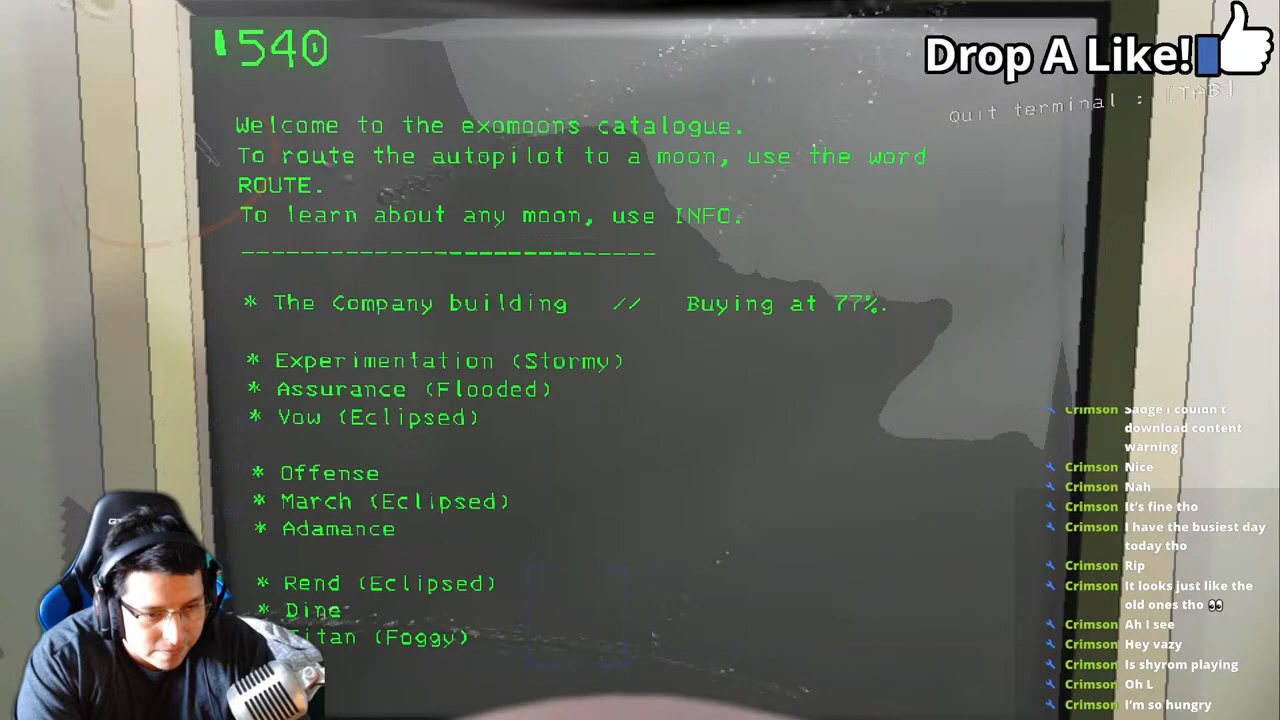 540
Drop A Like!
Quit terminal : [TAB]
Welcome to the exomoons catalogue.
To route the autopilot to a moon, use the word
ROUTE.
To learn about any moon, use INFO.
----------------------------
* The Company building // Buying at 77%.
* Experimentation (Stormy)
* Assurance (Flooded)
* Vow (Eclipsed)
* Offense
* March (Eclipsed)
* Adamance
* Rend (Eclipsed)
* Dine
Titan (Foggy)
Crimson Sadge I couldn't
download content
warning
Crimson Nice
Crimson Nah
Crimson It's fine tho
Crimson I have the busiest day
today tho
Crimson Rip
Crimson It looks just like the
old ones tho 👀
Crimson Ah I see
Crimson Hey vazy
Crimson Is shyrom playing
Crimson Oh L
Crimson I'm so hungry